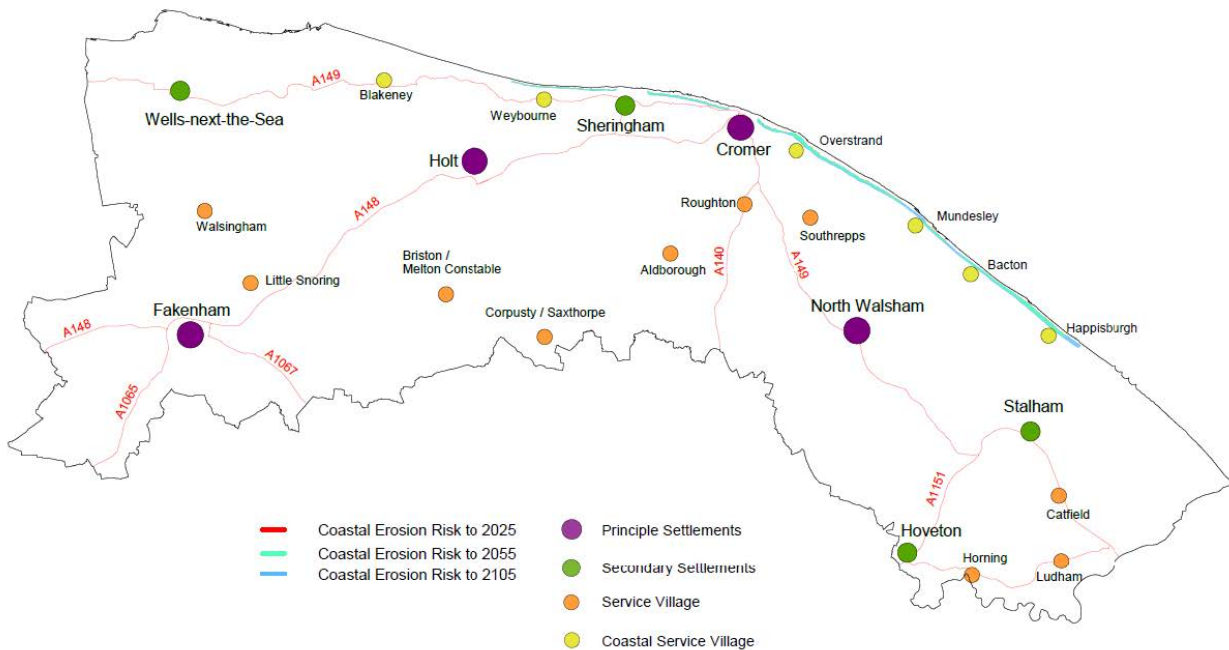 A149
Blakeney
Wells-next-the-Sea
Weybourne
Sheringham
Cromer
Overstrand
Holt
A148
Walsingham
Roughton
Southrepps
Mundesley
Briston /
Melton Constable
Aldborough
A140
A149
Bacton
Little Snoring
Fakenham
Corpusty / Saxthorpe
North Walsham
Happisburgh
A148
A1067
A1065
Stalham
A1151
Catfield
Hoveton
Horning
Ludham
Coastal Erosion Risk to 2025
Coastal Erosion Risk to 2055
Coastal Erosion Risk to 2105
Principle Settlements
Secondary Settlements
Service Village
Coastal Service Village